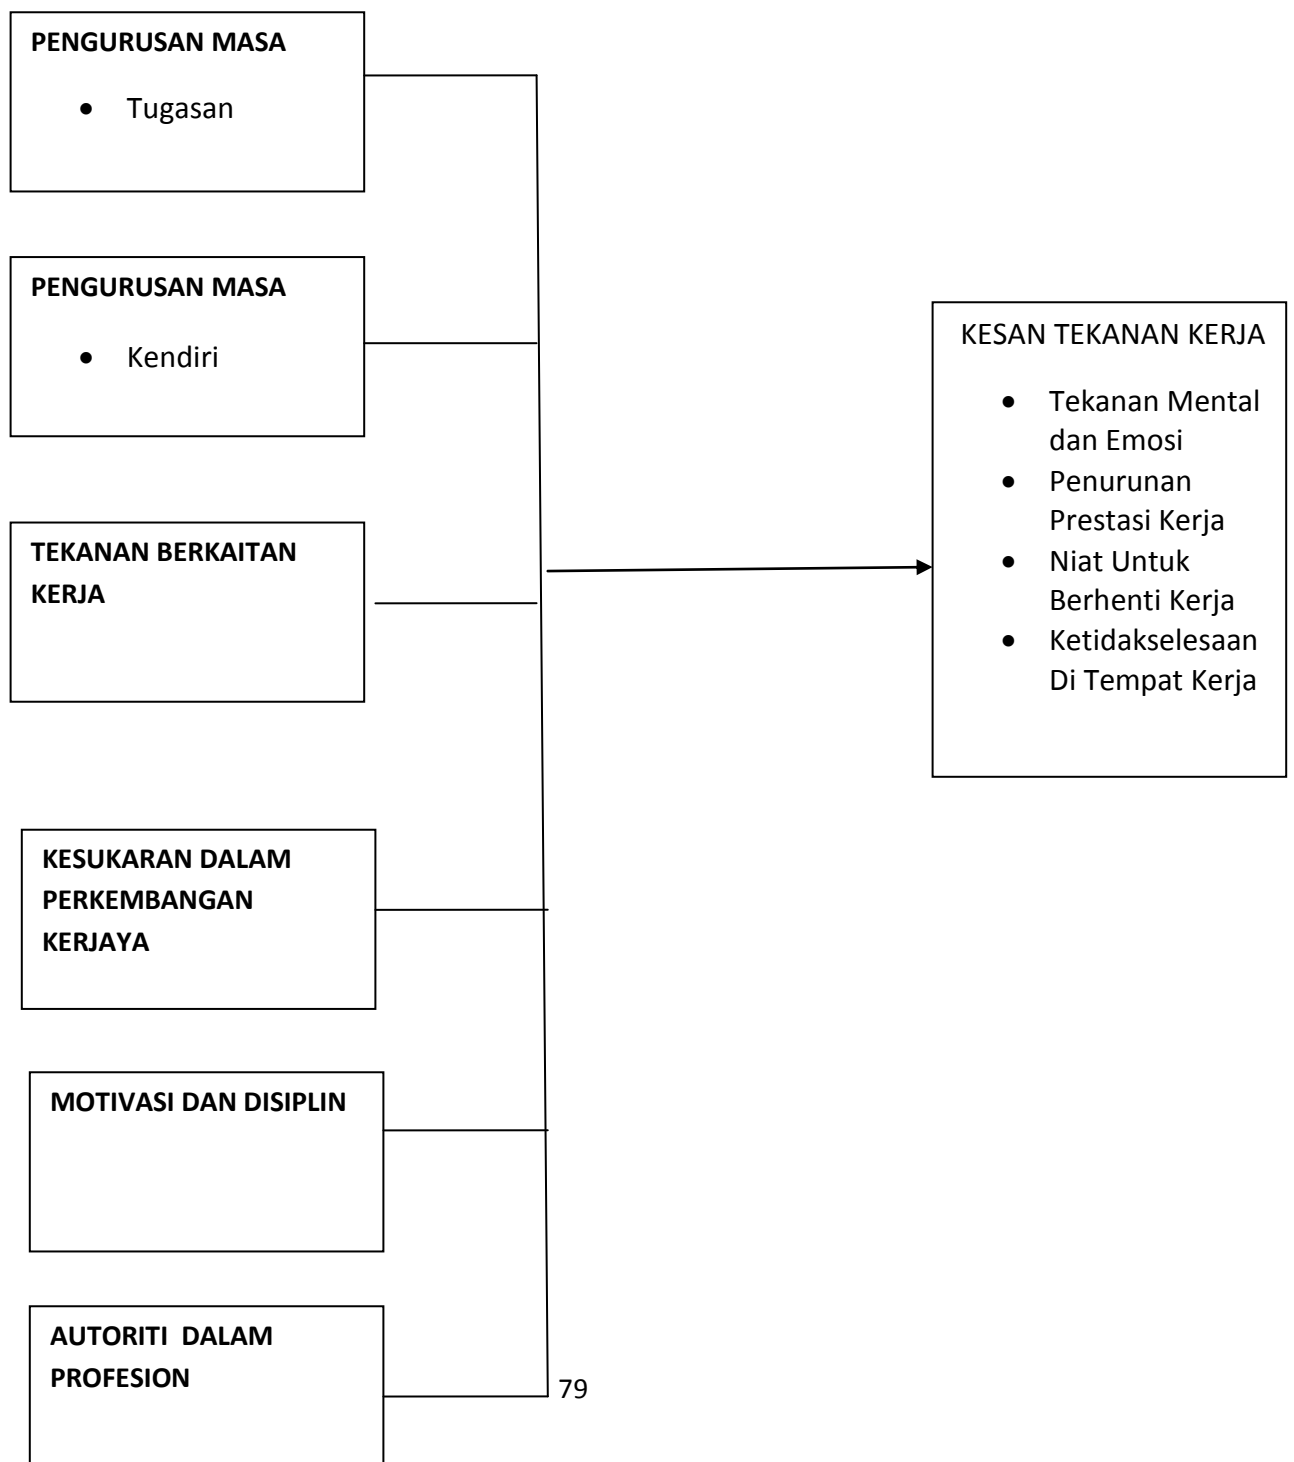 PENGURUSAN MASA
• Tugasan
PENGURUSAN MASA
• Kendiri
TEKANAN BERKAITAN
KERJA
KESUKARAN DALAM
PERKEMBANGAN
KERJAYA
MOTIVASI DAN DISIPLIN
AUTORITI DALAM
PROFESION
KESAN TEKANAN KERJA
• Tekanan Mental
dan Emosi
• Penurunan
Prestasi Kerja
• Niat Untuk
Berhenti Kerja
• Ketidakselesaan
Di Tempat Kerja
79